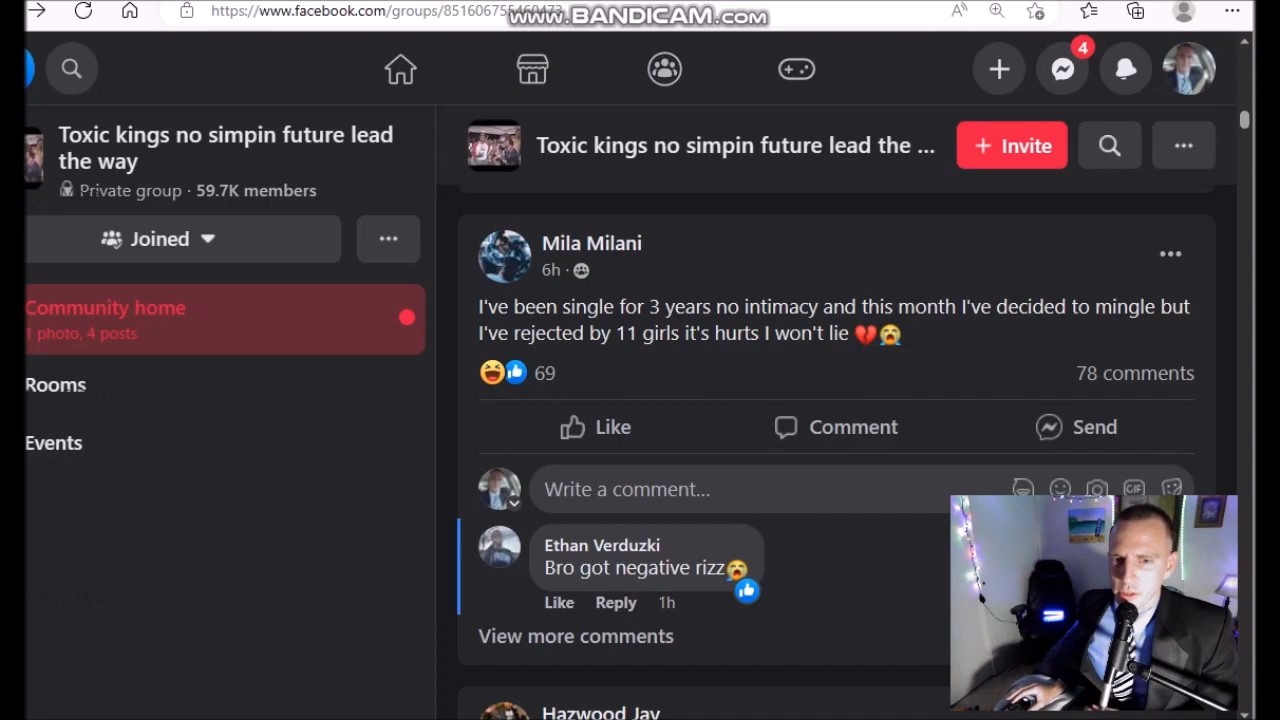 https://www.facebook.com/groups/851606755460473
www.BANDICAM.com
4
Toxic kings no simpin future lead
the way
Private group · 59.7K members
Joined
Community home
1 photo, 4 posts
Rooms
Events
Toxic kings no simpin future lead the ...
+ Invite
Mila Milani
6h ·
I've been single for 3 years no intimacy and this month I've decided to mingle but
I've rejected by 11 girls it's hurts I won't lie 💔😭
69
78 comments
Like
Comment
Send
Write a comment...
GIF
Ethan Verduzki
Bro got negative rizz😭
Like Reply 1h
View more comments
Hazwood Jay